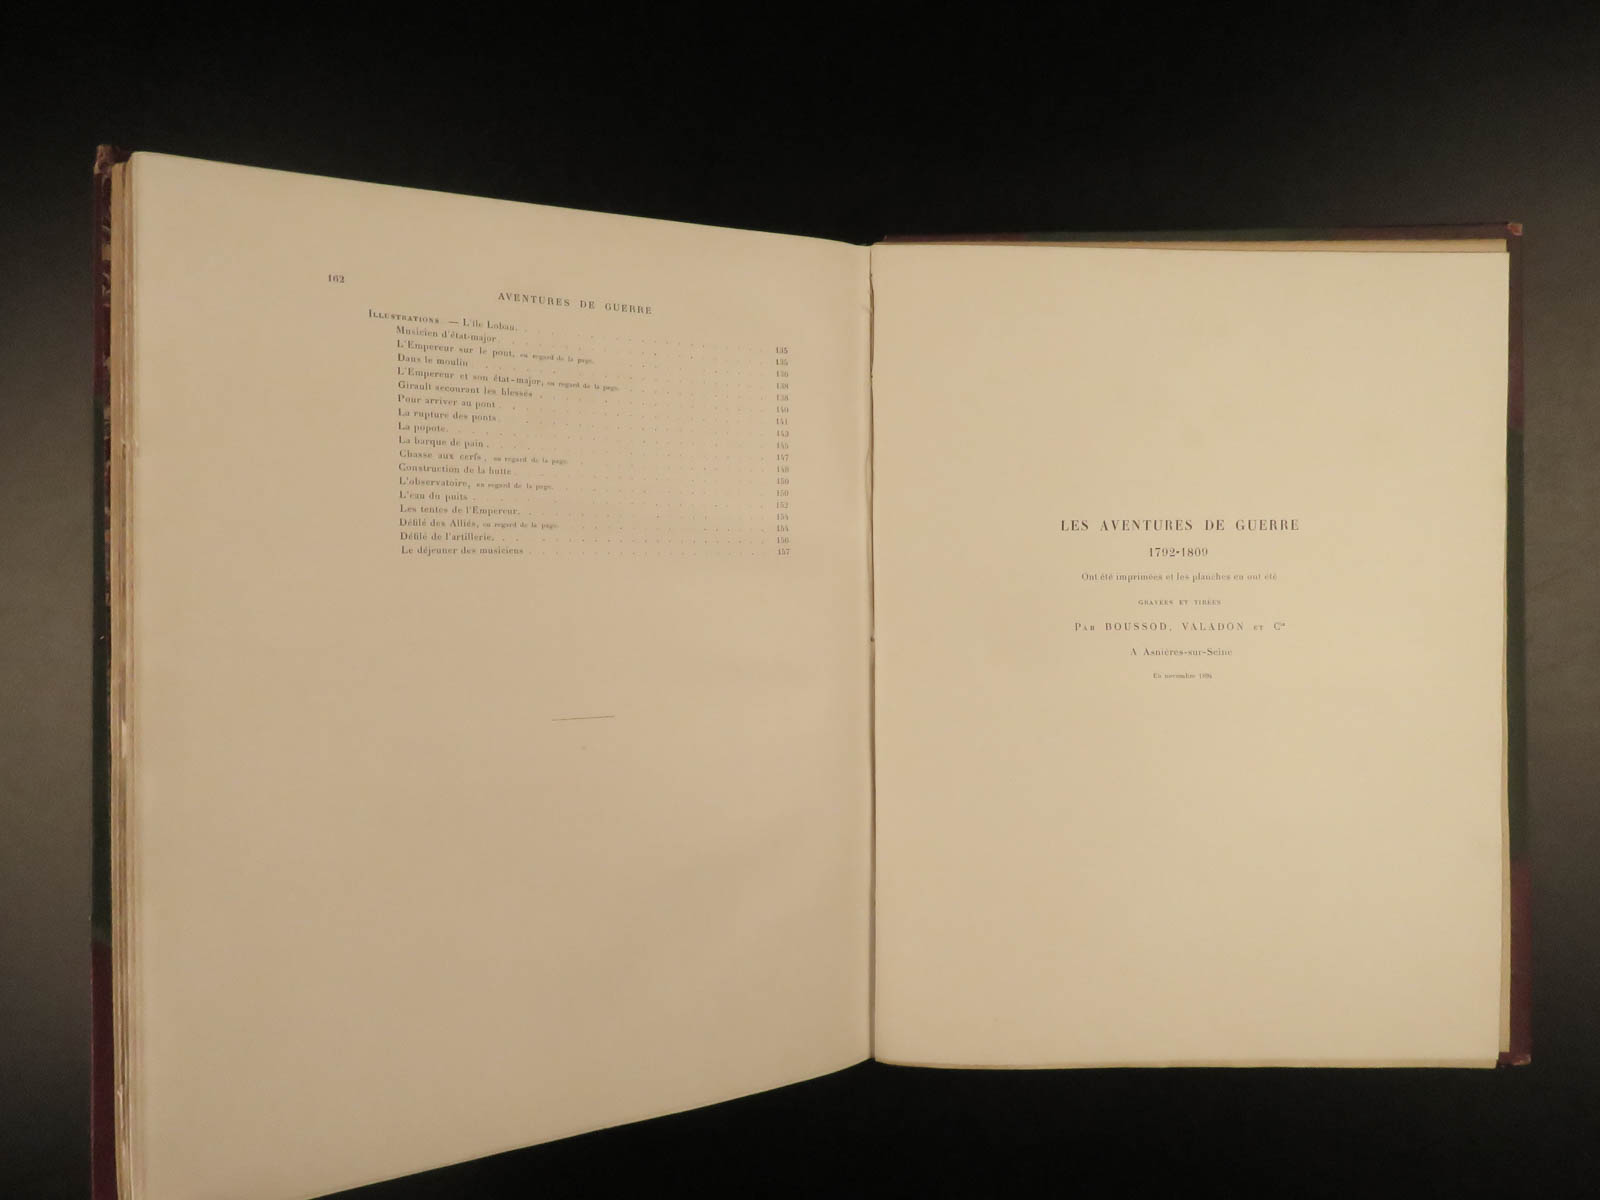 162
AVENTURES DE GUERRE
ILLUSTRATIONS — L'île Lobau. 135
Musicien d'état-major 135
L'Empereur sur le pont, en regard de la page. 136
Dans le moulin 138
L'Empereur et son état-major, en regard de la page. 138
Girault secourant les blessés 140
Pour arriver au pont 141
La rupture des ponts 143
La popote. 145
La barque de pain 147
Chasse aux cerfs, en regard de la page. 148
Construction de la hutte 150
L'observatoire, en regard de la page. 150
L'eau du puits 152
Les tentes de l'Empereur. 154
Défilé des Alliés, en regard de la page. 154
Défilé de l'artillerie. 156
Le déjeuner des musiciens 157
LES AVENTURES DE GUERRE
1792-1809
Ont été imprimées et les planches en ont été
GRAVÉES ET TIRÉES
PAR BOUSSOD, VALADON ET Cie
A Asnières-sur-Seine
En novembre 1894